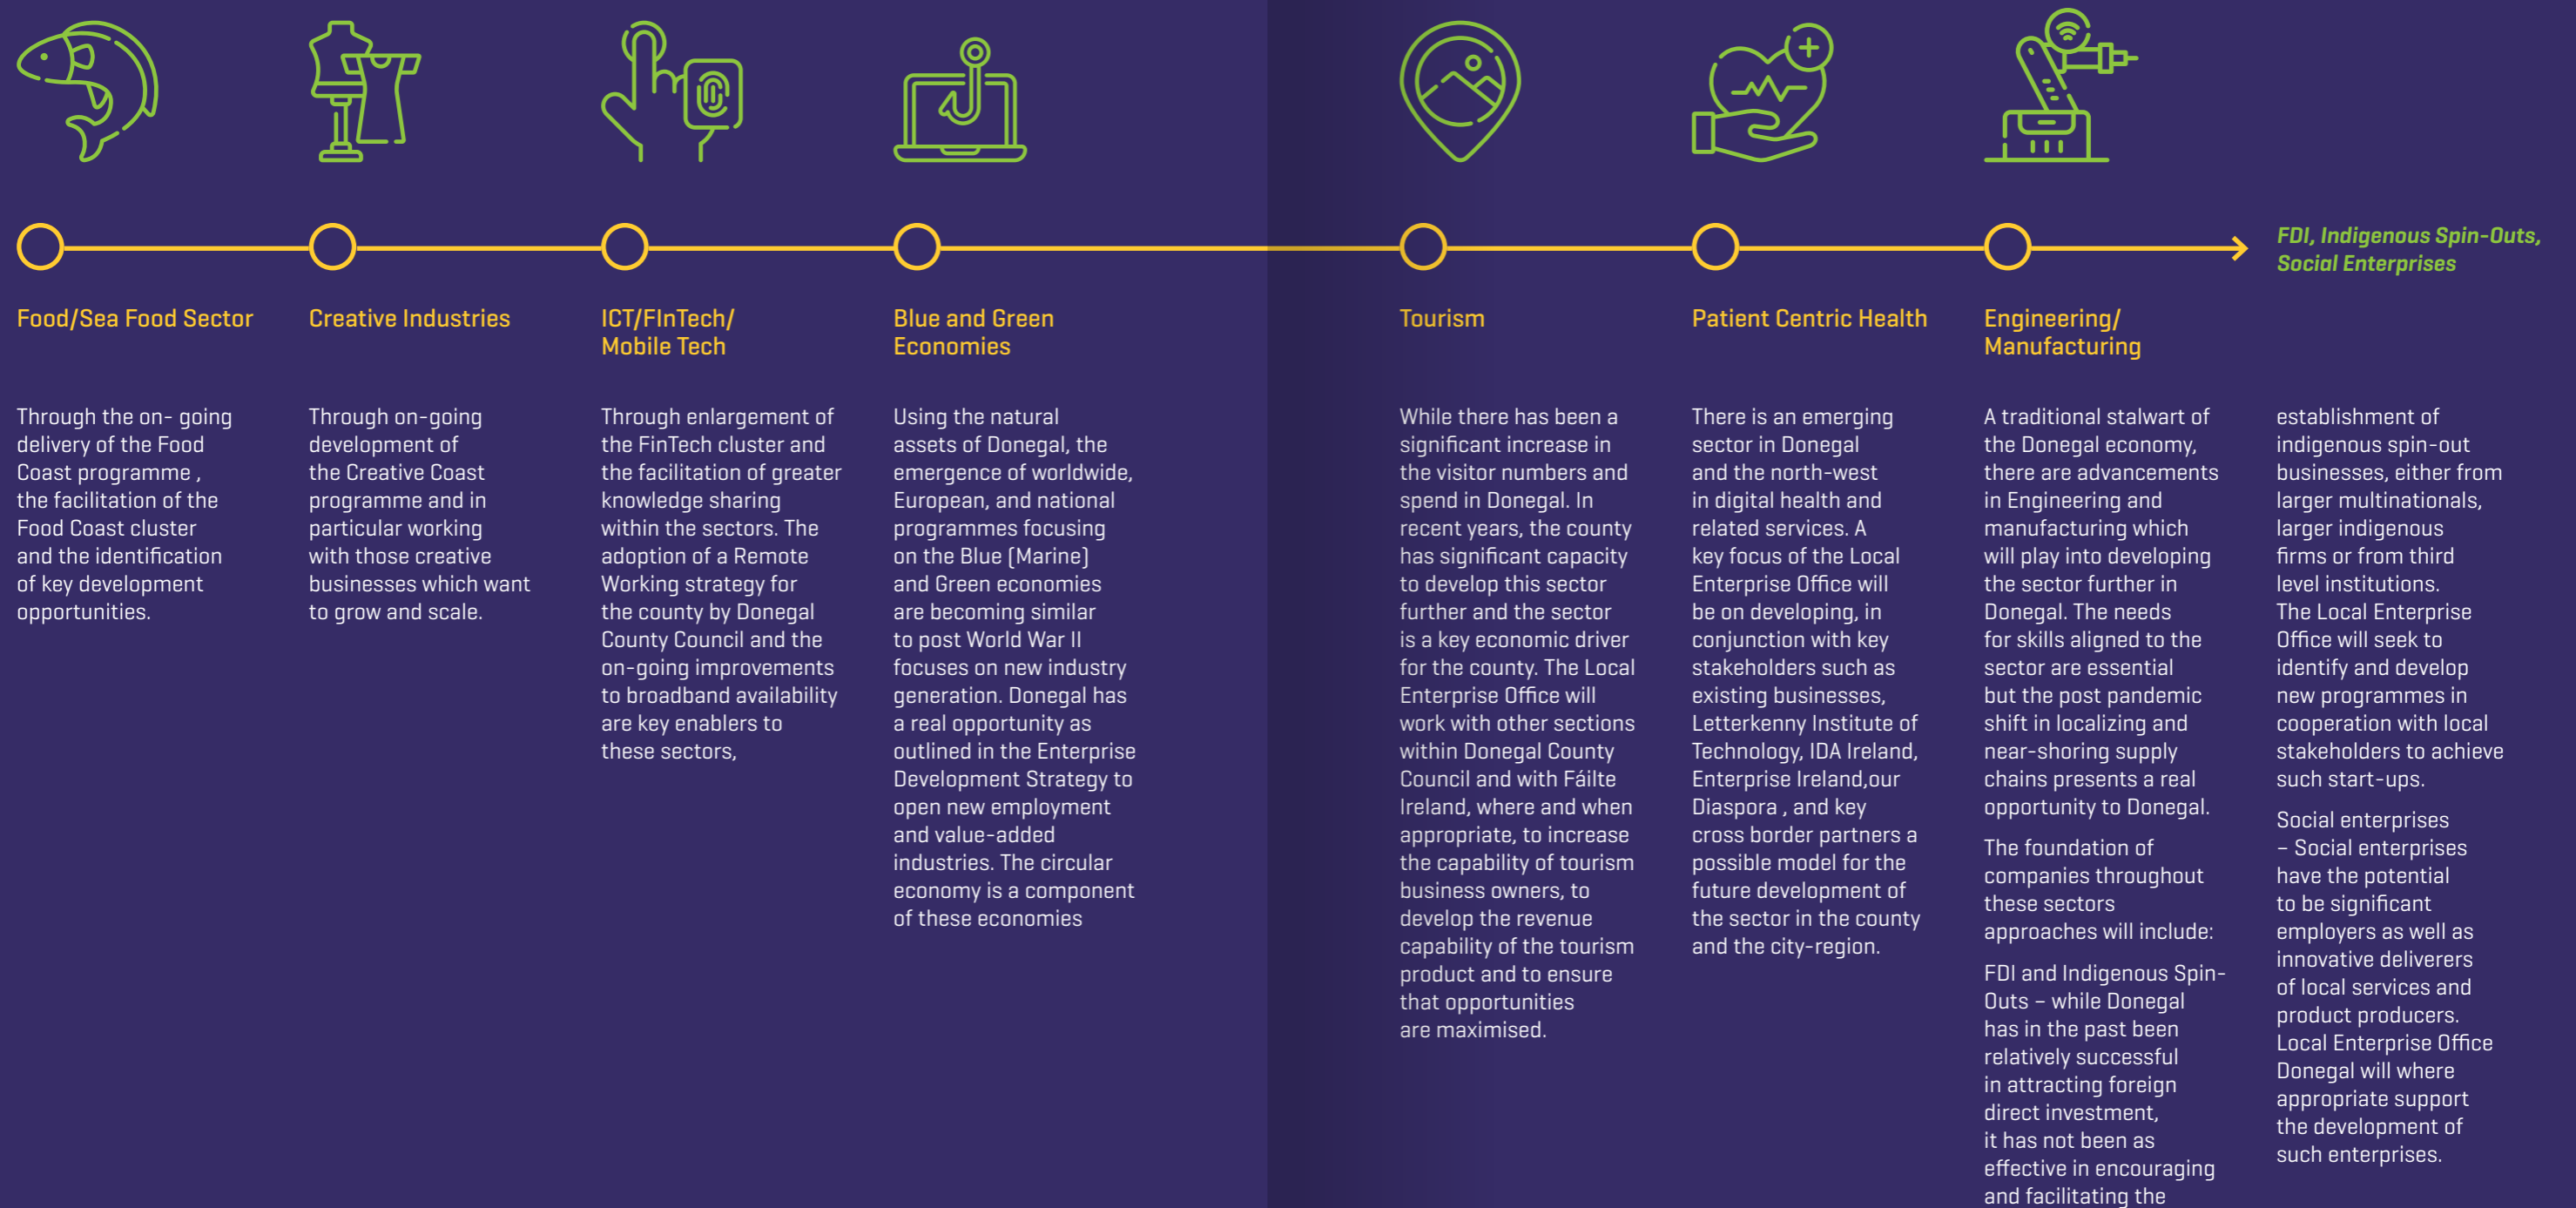 FDI, Indigenous Spin-Outs,
Social Enterprises
Food/Sea Food Sector
Through the on- going
delivery of the Food
Coast programme ,
the facilitation of the
Food Coast cluster
and the identification
of key development
opportunities.
Creative Industries
Through on-going
development of
the Creative Coast
programme and in
particular working
with those creative
businesses which want
to grow and scale.
ICT/FInTech/
Mobile Tech
Through enlargement of
the FinTech cluster and
the facilitation of greater
knowledge sharing
within the sectors. The
adoption of a Remote
Working strategy for
the county by Donegal
County Council and the
on-going improvements
to broadband availability
are key enablers to
these sectors,
Blue and Green
Economies
Using the natural
assets of Donegal, the
emergence of worldwide,
European, and national
programmes focusing
on the Blue (Marine)
and Green economies
are becoming similar
to post World War II
focuses on new industry
generation. Donegal has
a real opportunity as
outlined in the Enterprise
Development Strategy to
open new employment
and value-added
industries. The circular
economy is a component
of these economies
Tourism
While there has been a
significant increase in
the visitor numbers and
spend in Donegal. In
recent years, the county
has significant capacity
to develop this sector
further and the sector
is a key economic driver
for the county. The Local
Enterprise Office will
work with other sections
within Donegal County
Council and with Fáilte
Ireland, where and when
appropriate, to increase
the capability of tourism
business owners, to
develop the revenue
capability of the tourism
product and to ensure
that opportunities
are maximised.
Patient Centric Health
There is an emerging
sector in Donegal
and the north-west
in digital health and
related services. A
key focus of the Local
Enterprise Office will
be on developing, in
conjunction with key
stakeholders such as
existing businesses,
Letterkenny Institute of
Technology, IDA Ireland,
Enterprise Ireland,our
Diaspora , and key
cross border partners a
possible model for the
future development of
the sector in the county
and the city-region.
Engineering/
Manufacturing
A traditional stalwart of
the Donegal economy,
there are advancements
in Engineering and
manufacturing which
will play into developing
the sector further in
Donegal. The needs
for skills aligned to the
sector are essential
but the post pandemic
shift in localizing and
near-shoring supply
chains presents a real
opportunity to Donegal.
The foundation of
companies throughout
these sectors
approaches will include:
FDI and Indigenous Spin-
Outs – while Donegal
has in the past been
relatively successful
in attracting foreign
direct investment,
it has not been as
effective in encouraging
and facilitating the
establishment of
indigenous spin-out
businesses, either from
larger multinationals,
larger indigenous
firms or from third
level institutions.
The Local Enterprise
Office will seek to
identify and develop
new programmes in
cooperation with local
stakeholders to achieve
such start-ups.
Social enterprises
– Social enterprises
have the potential
to be significant
employers as well as
innovative deliverers
of local services and
product producers.
Local Enterprise Office
Donegal will where
appropriate support
the development of
such enterprises.